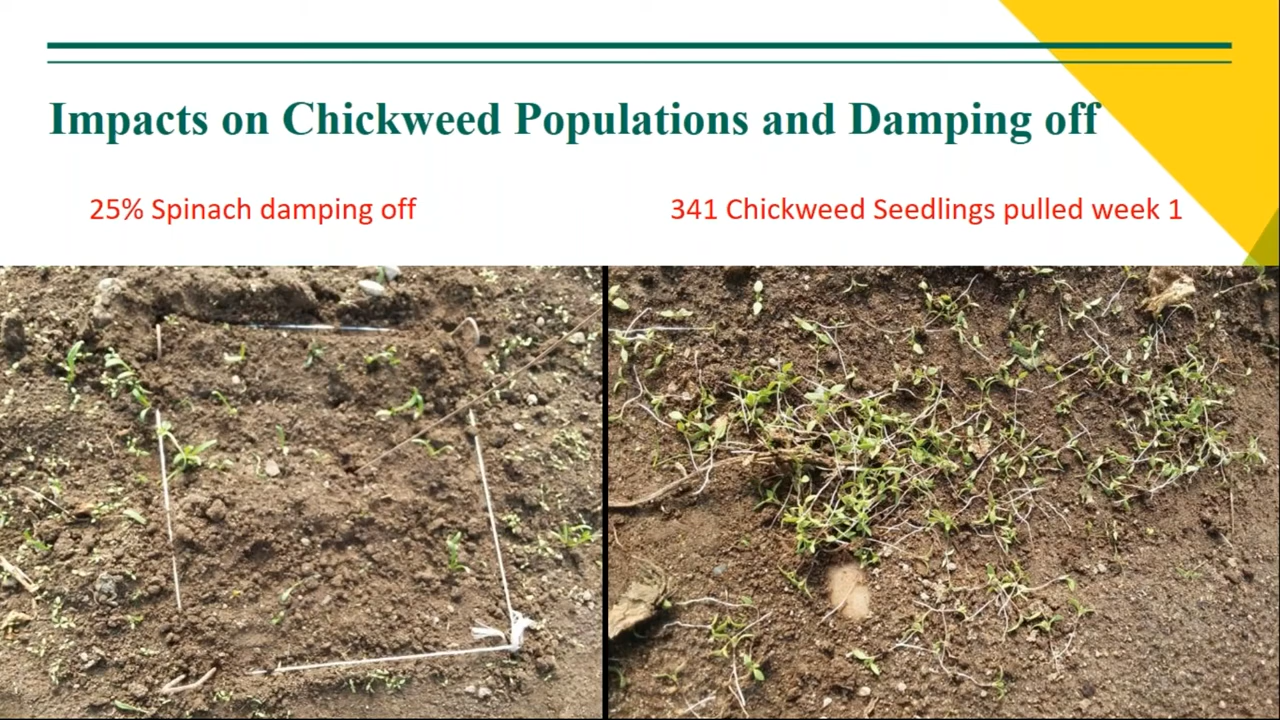 Impacts on Chickweed Populations and Damping off
25% Spinach damping off
341 Chickweed Seedlings pulled week 1